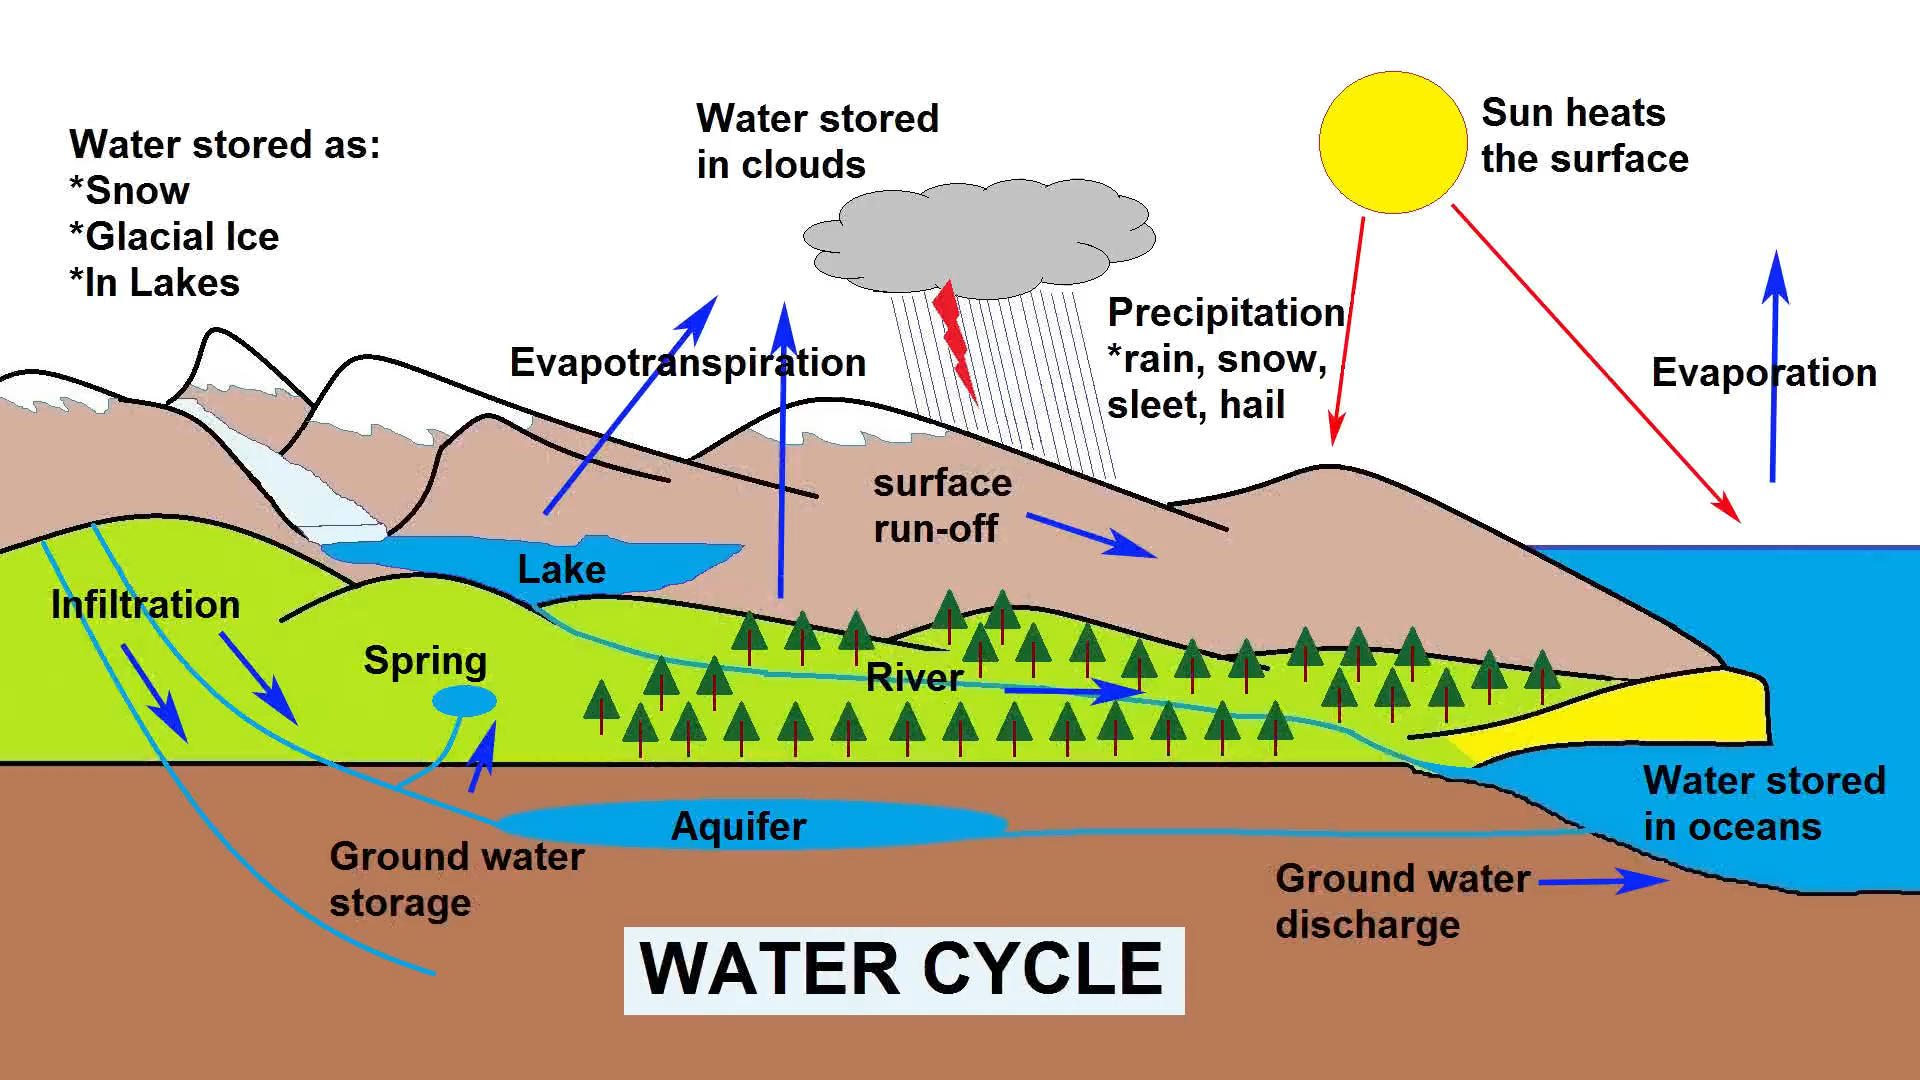 Water stored as:
*Snow
*Glacial Ice
*In Lakes
Water stored
in clouds
Sun heats
the surface
Precipitation
*rain, snow,
sleet, hail
Evapotranspiration
Evaporation
surface
run-off
Lake
Infiltration
Spring
River
Water stored
in oceans
Aquifer
Ground water
storage
Ground water
discharge
WATER CYCLE